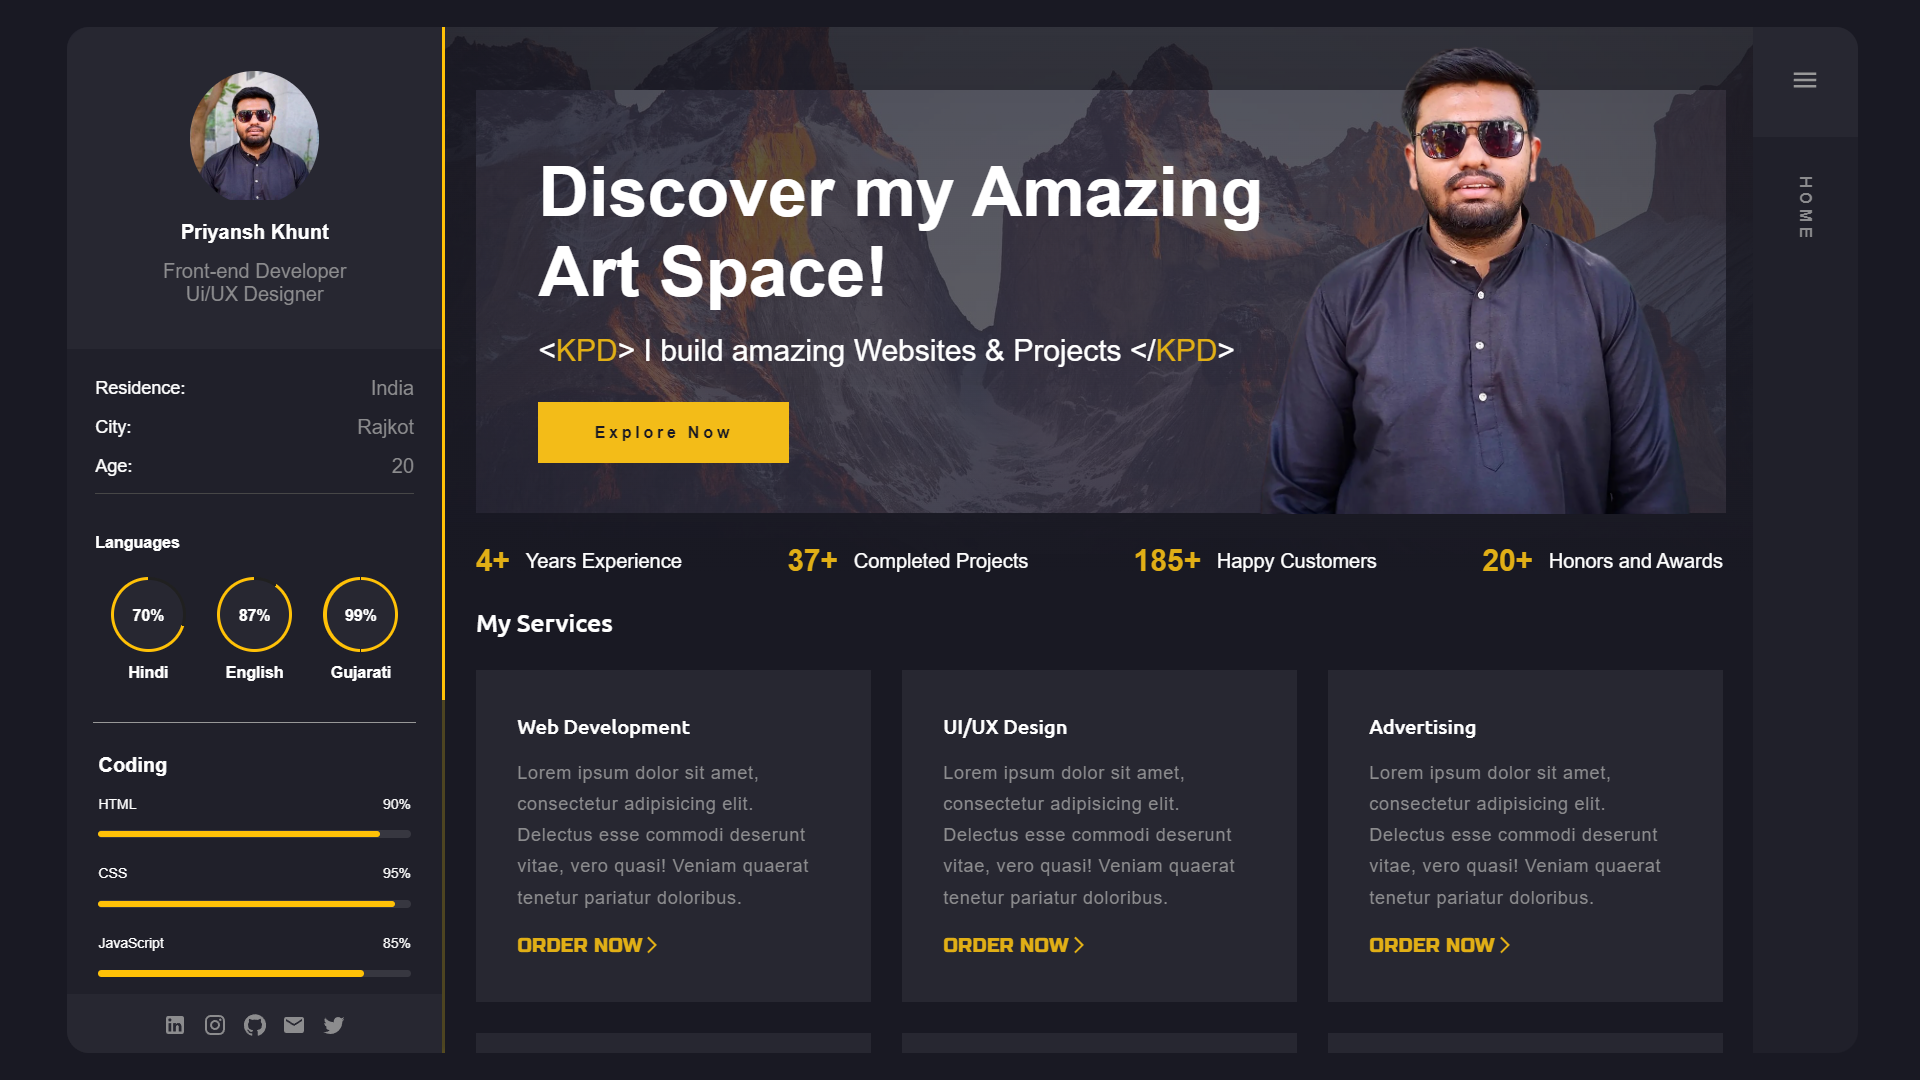 Priyansh Khunt
Front-end Developer
Ui/UX Designer
Residence: India
City: Rajkot
Age: 20
Languages
70% 87% 99%
Hindi English Gujarati
Coding
HTML 90%
CSS 95%
JavaScript 85%
Discover my Amazing
Art Space!
<KPD> I build amazing Websites & Projects </KPD>
Explore Now
4+ Years Experience 37+ Completed Projects 185+ Happy Customers 20+ Honors and Awards
My Services
Web Development
Lorem ipsum dolor sit amet,
consectetur adipisicing elit.
Delectus esse commodi deserunt
vitae, vero quasi! Veniam quaerat
tenetur pariatur doloribus.
ORDER NOW
UI/UX Design
Lorem ipsum dolor sit amet,
consectetur adipisicing elit.
Delectus esse commodi deserunt
vitae, vero quasi! Veniam quaerat
tenetur pariatur doloribus.
ORDER NOW
Advertising
Lorem ipsum dolor sit amet,
consectetur adipisicing elit.
Delectus esse commodi deserunt
vitae, vero quasi! Veniam quaerat
tenetur pariatur doloribus.
ORDER NOW
HOME